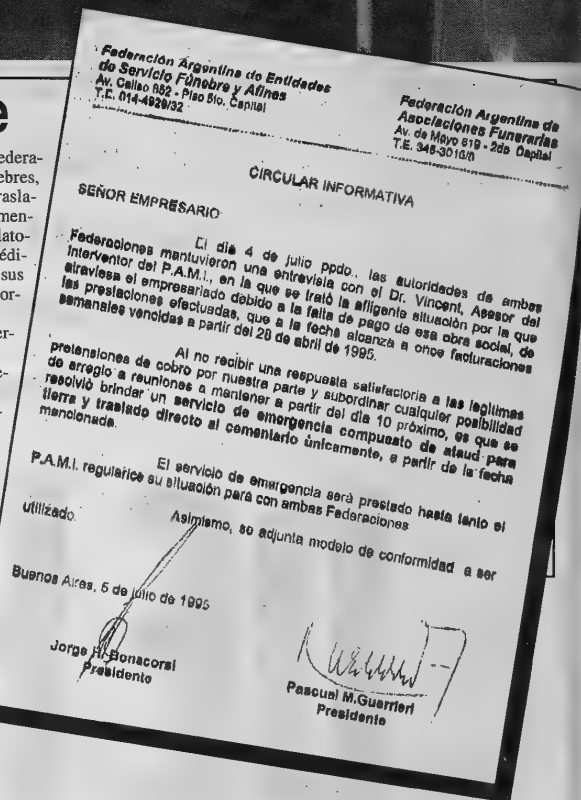 e
edera-
ebres,
rasla-
men-
lato-
édi-
sus
or-
er-
e-
Federación Argentina de Entidades
de Servicio Fúnebre y Afines
Av. Callao 852 - Piso 5to. Capital
T.E. 814-4929/32
Federación Argentina de
Asociaciones Funerarias
Av. de Mayo 619 - 2do Capital
T.E. 345-3016/8
CIRCULAR INFORMATIVA
SEÑOR EMPRESARIO
El día 4 de julio ppdo., las autoridades de ambas
Federaciones mantuvieron una entrevista con el Dr. Vincent, Asesor del
Interventor del P.A.M.I., en la que se trató la afligente situación por la que
atraviesa el empresariado debido a la falta de pago de esa obra social, de
las prestaciones efectuadas, que a la fecha alcanza a once facturaciones
semanales vencidas a partir del 28 de abril de 1995.
Al no recibir una respuesta satisfactoria a las legítimas
pretensiones de cobro por nuestra parte y subordinar cualquier posibilidad
de arreglo a reuniones a mantener a partir del día 10 próximo, es que se
resolvió brindar un servicio de emergencia compuesto de ataúd para
tierra y traslado directo al cementario únicamente, a partir de la fecha
mencionada.
El servicio de emergencia será prestado hasta tanto el
P.A.M.I. regularice su situación para con ambas Federaciones
Asimismo, se adjunta modelo de conformidad a ser
utilizado.
Buenos Aires, 5 de julio de 1995
Jorge H. Bonacorsi
Presidente
Pascual M.Guerrieri
Presidente